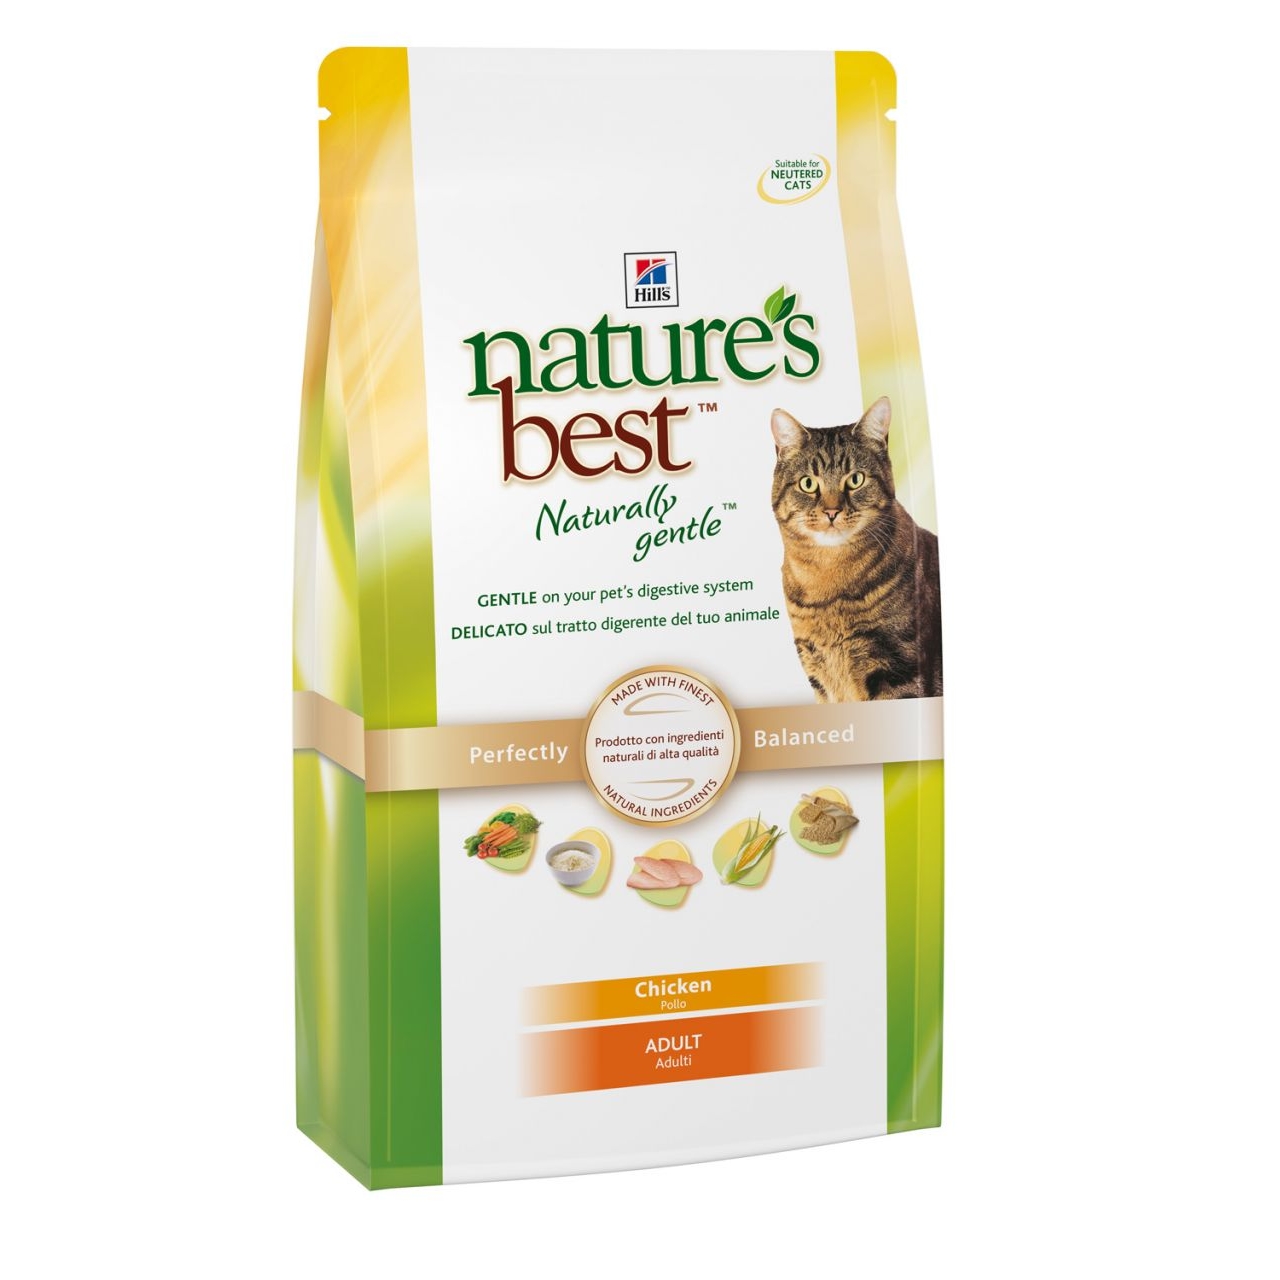 Suitable for
NEUTERED
CATS
Hill's
nature's
best™
Naturally
gentle™
GENTLE on your pet's digestive system
DELICATO sul tratto digerente del tuo animale
MADE WITH FINEST
Perfectly
Prodotto con ingredienti
naturali di alta qualità
Balanced
NATURAL INGREDIENTS
Chicken
Pollo
ADULT
Adulti